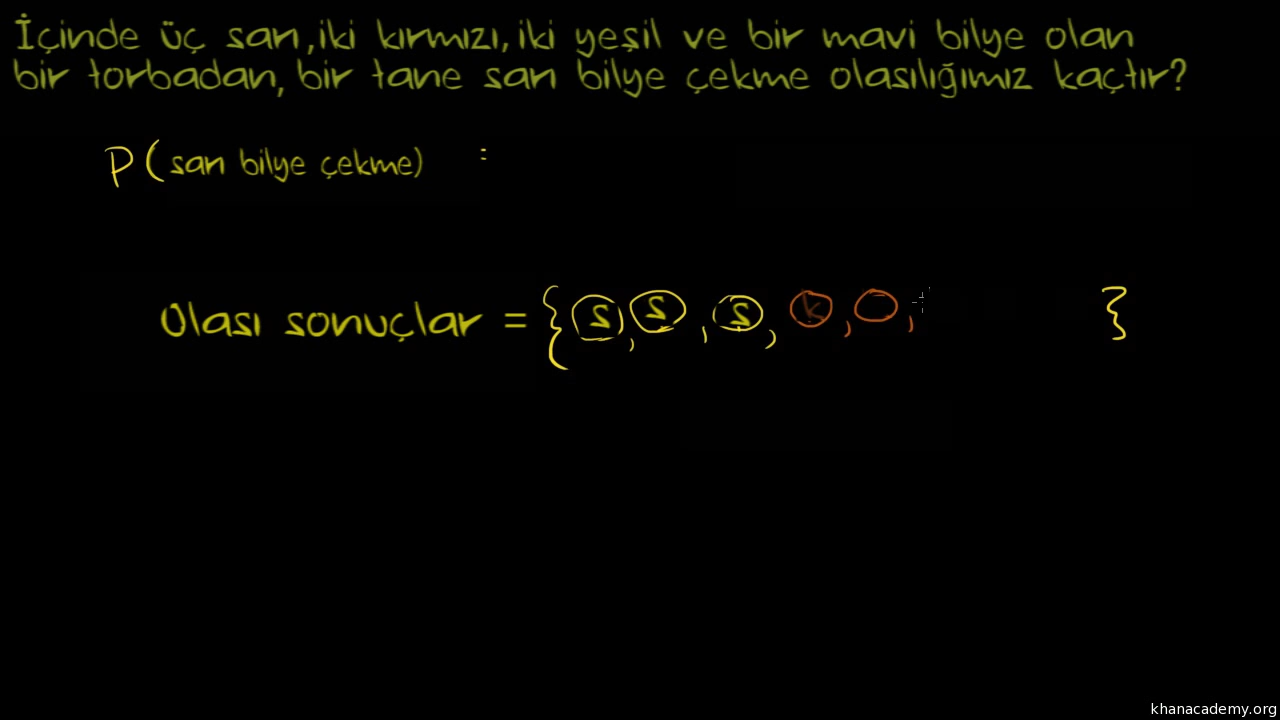 İçinde üç sarı, iki kırmızı, iki yeşil ve bir mavi bilye olan
bir torbadan, bir tane sarı bilye çekme olasılığımız kaçtır?
P (sarı bilye çekme) :
Olası sonuçlar = { S, S, S, k, , }
khanacademy.org